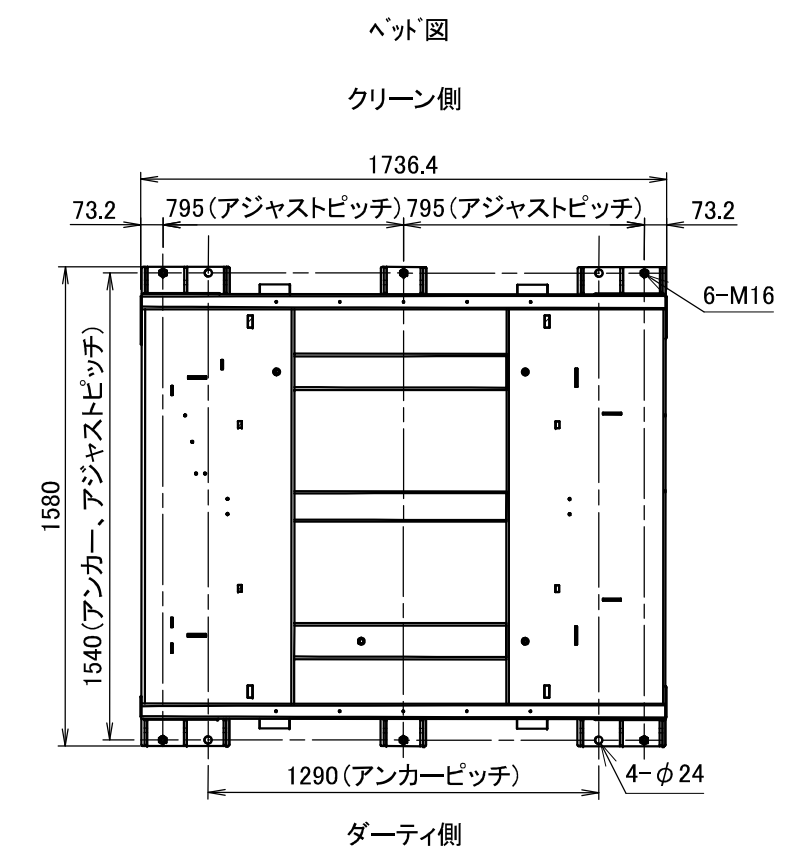 ベッド図
クリーン側
1736.4
73.2
795(アジャストピッチ)
795(アジャストピッチ)
73.2
6-M16
1580
1540(アンカー、アジャストピッチ)
1290(アンカーピッチ)
4-φ24
ダーティ側